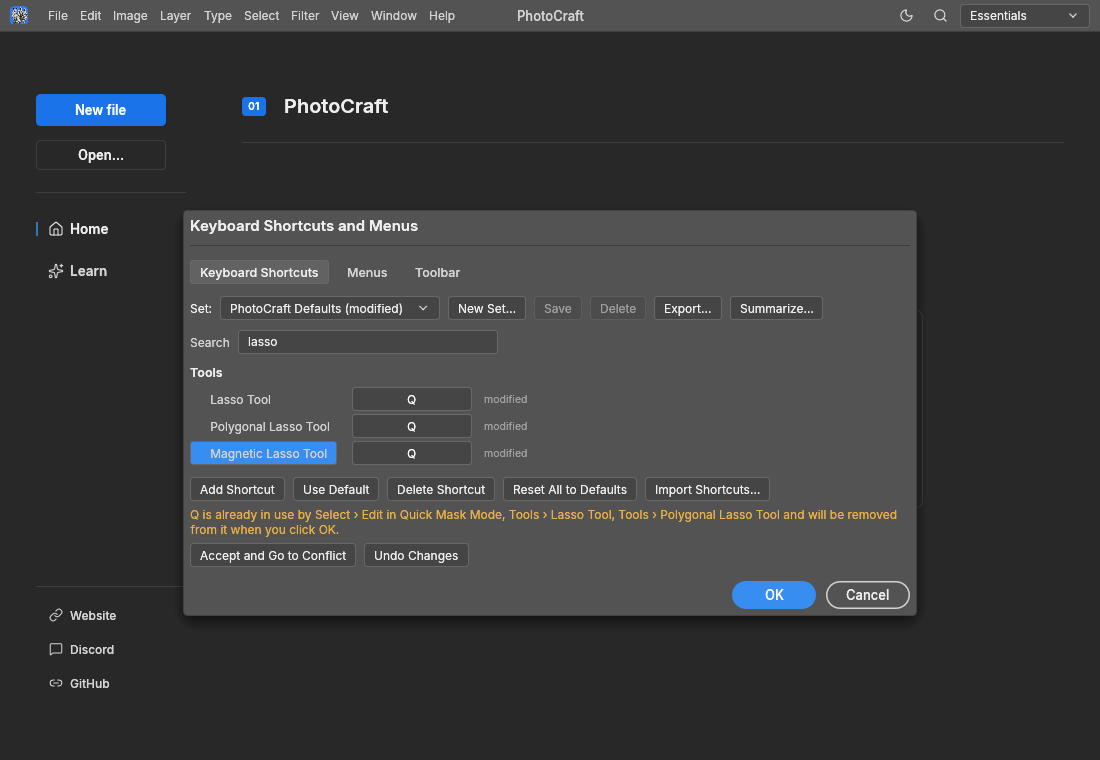 File Edit Image Layer Type Select Filter View Window Help PhotoCraft Essentials
New file
01 PhotoCraft
Open...
Home
Learn
Keyboard Shortcuts and Menus
Keyboard Shortcuts Menus Toolbar
Set: PhotoCraft Defaults (modified) New Set... Save Delete Export... Summarize...
Search lasso
Tools
Lasso Tool Q modified
Polygonal Lasso Tool Q modified
Magnetic Lasso Tool Q modified
Add Shortcut Use Default Delete Shortcut Reset All to Defaults Import Shortcuts...
Q is already in use by Select › Edit in Quick Mask Mode, Tools › Lasso Tool, Tools › Polygonal Lasso Tool and will be removed
from it when you click OK.
Accept and Go to Conflict Undo Changes
OK Cancel
Website
Discord
GitHub